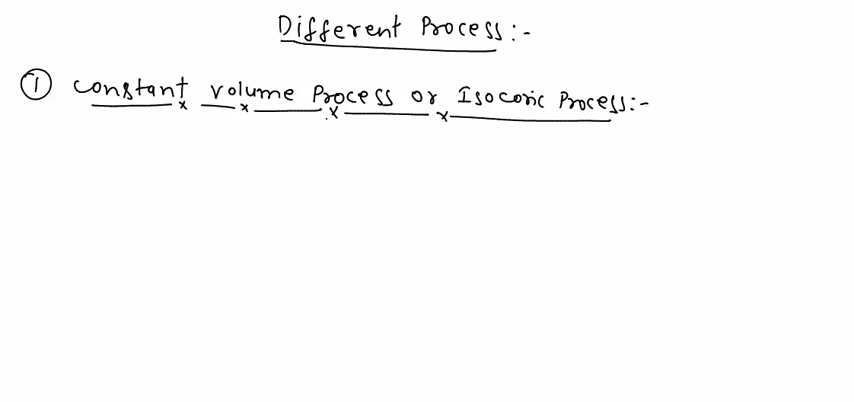 Different Process:-
① Constant volume Process or Isocoric Process:-